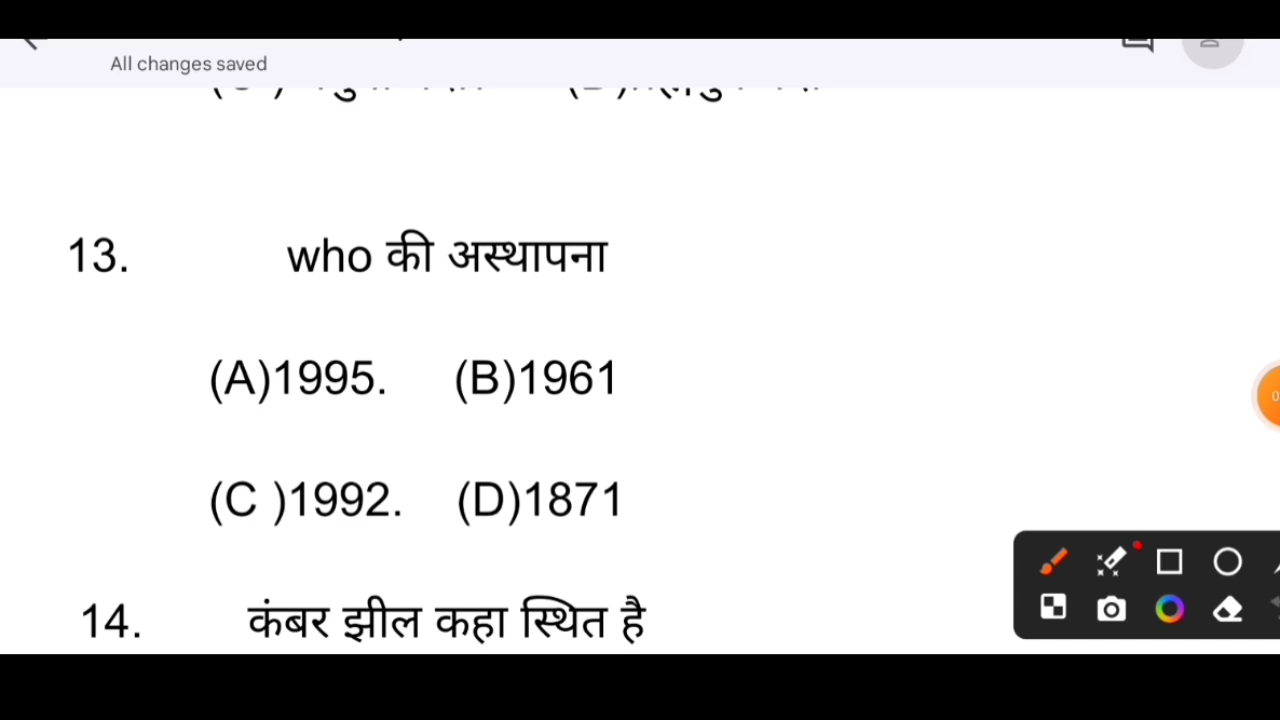 All changes saved
13. who की अस्थापना
(A)1995. (B)1961
(C )1992. (D)1871
14. कंबर झील कहा स्थित है